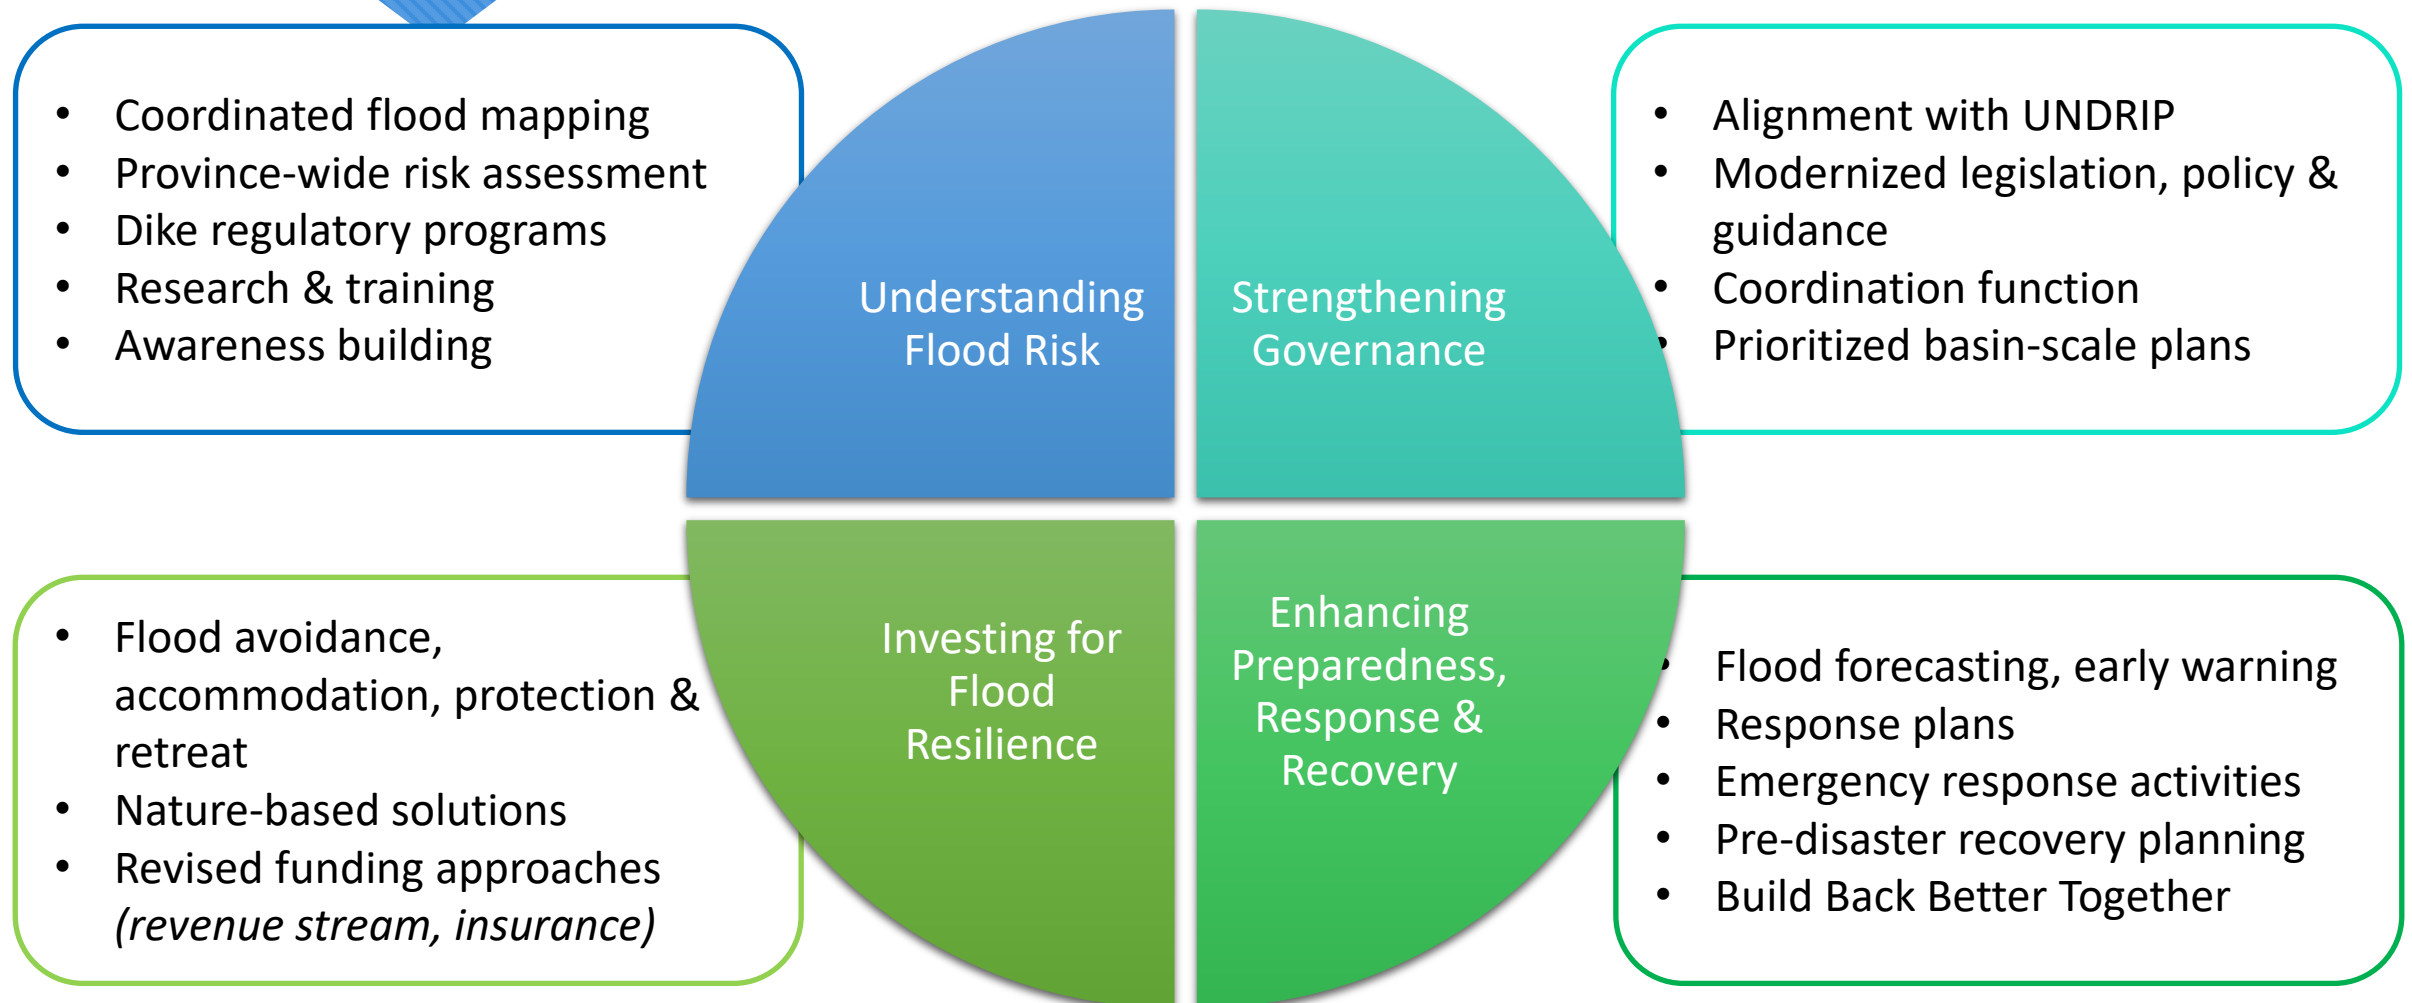 • Coordinated flood mapping
• Province-wide risk assessment
• Dike regulatory programs
• Research & training
• Awareness building
Understanding
Flood Risk
Strengthening
Governance
• Alignment with UNDRIP
• Modernized legislation, policy &
guidance
• Coordination function
• Prioritized basin-scale plans
• Flood avoidance,
accommodation, protection &
retreat
• Nature-based solutions
• Revised funding approaches
(revenue stream, insurance)
Investing for
Flood
Resilience
Enhancing
Preparedness,
Response &
Recovery
• Flood forecasting, early warning
• Response plans
• Emergency response activities
• Pre-disaster recovery planning
• Build Back Better Together